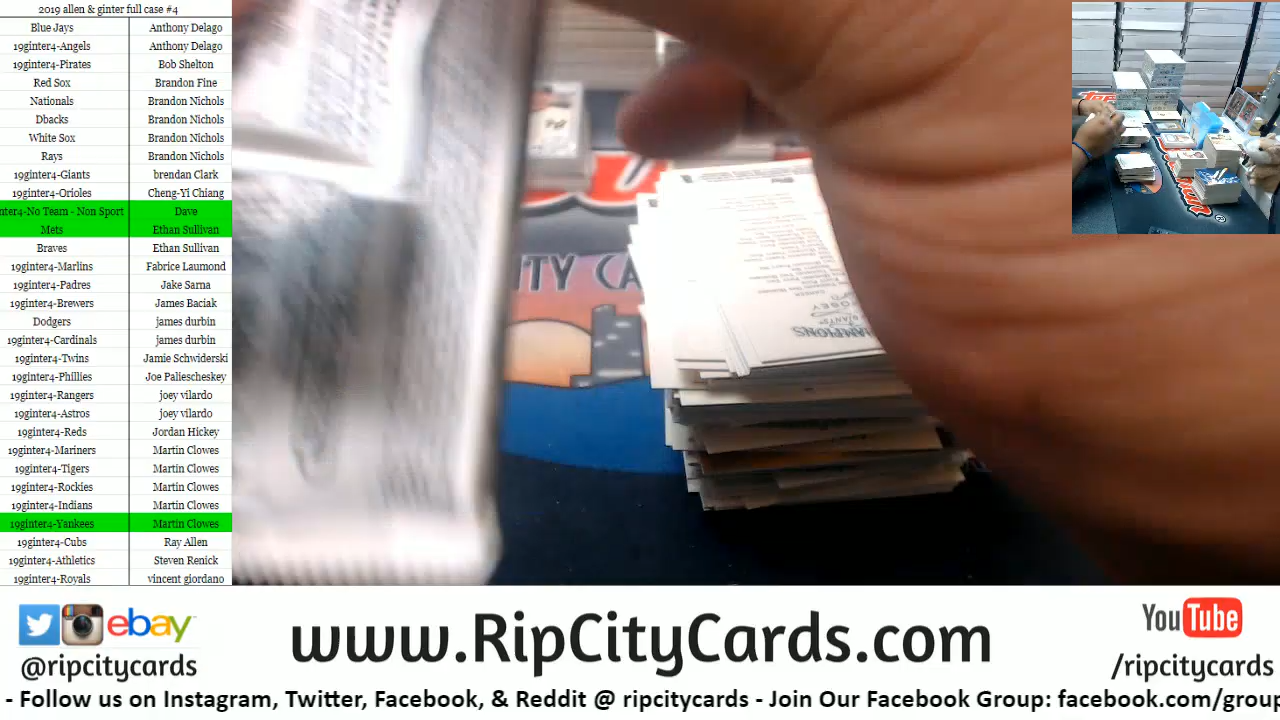 2019 allen & ginter full case #4
Blue Jays Anthony Delago
19ginter4-Angels Anthony Delago
19ginter4-Pirates Bob Shelton
Red Sox Brandon Fine
Nationals Brandon Nichols
Dbacks Brandon Nichols
White Sox Brandon Nichols
Rays Brandon Nichols
19ginter4-Giants brendan Clark
19ginter4-Orioles Cheng-Yi Chiang
nter4-No Team - Non Sport Dave
Mets Ethan Sullivan
Braves Ethan Sullivan
19ginter4-Marlins Fabrice Laumond
19ginter4-Padres Jake Sarna
19ginter4-Brewers James Baciak
Dodgers james durbin
19ginter4-Cardinals james durbin
19ginter4-Twins Jamie Schwiderski
19ginter4-Phillies Joe Paliescheskey
19ginter4-Rangers joey vilardo
19ginter4-Astros joey vilardo
19ginter4-Reds Jordan Hickey
19ginter4-Mariners Martin Clowes
19ginter4-Tigers Martin Clowes
19ginter4-Rockies Martin Clowes
19ginter4-Indians Martin Clowes
19ginter4-Yankees Martin Clowes
19ginter4-Cubs Ray Allen
19ginter4-Athletics Steven Renick
19ginter4-Royals vincent giordano
ebay
@ripcitycards
www.RipCityCards.com
YouTube
/ripcitycards
- Follow us on Instagram, Twitter, Facebook, & Reddit @ ripcitycards - Join Our Facebook Group: facebook.com/group